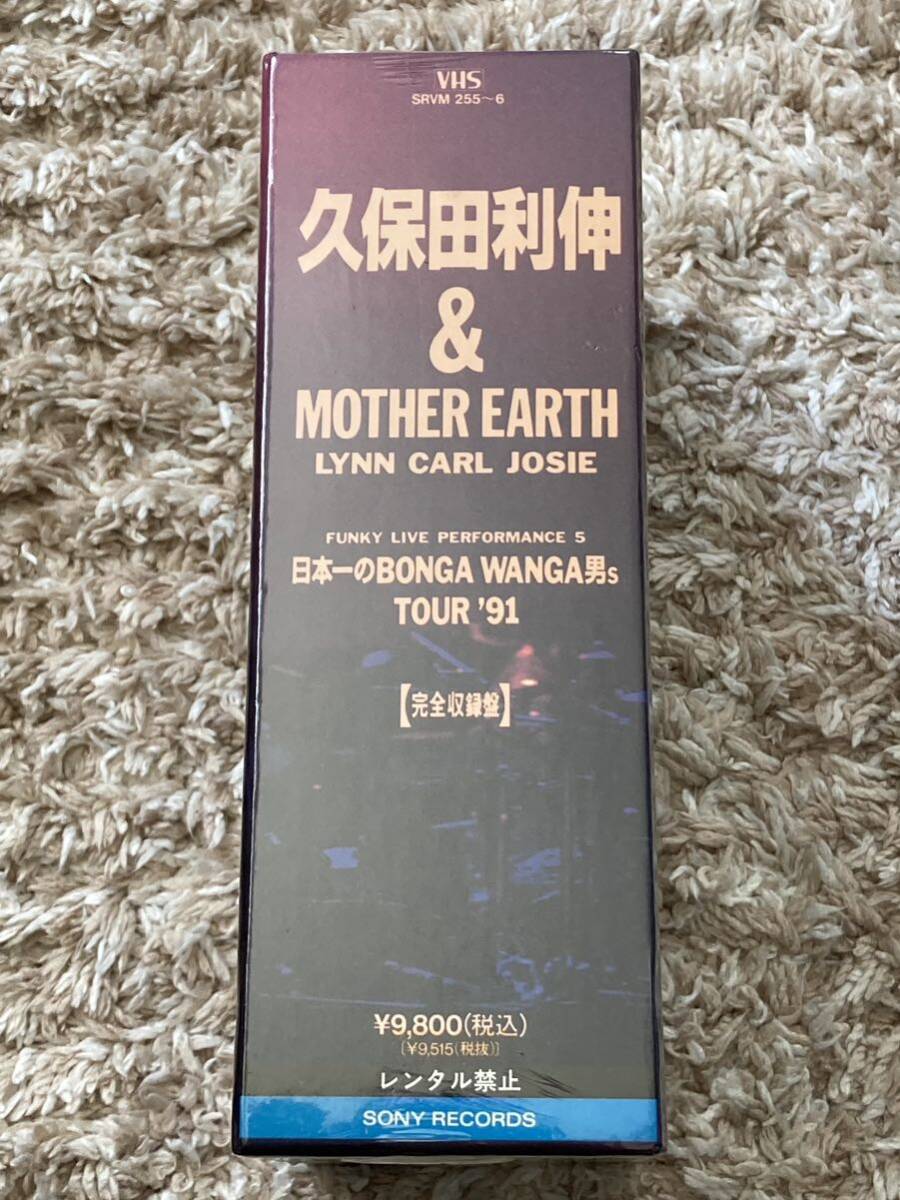 VHS
SRVM 255〜6
久保田利伸
&
MOTHER EARTH
LYNN CARL JOSIE
FUNKY LIVE PERFORMANCE 5
日本一のBONGA WANGA男s
TOUR '91
【完全収録盤】
¥9,800(税込)
[¥9,515(税抜)]
レンタル禁止
SONY RECORDS